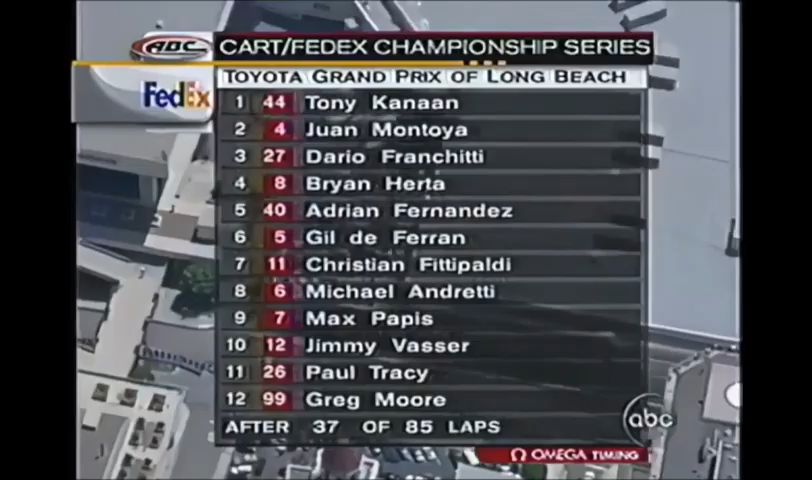 ABC CART/FEDEX CHAMPIONSHIP SERIES
TOYOTA GRAND PRIX OF LONG BEACH
FedEx
1 44 Tony Kanaan
2 4 Juan Montoya
3 27 Dario Franchitti
4 8 Bryan Herta
5 40 Adrian Fernandez
6 5 Gil de Ferran
7 11 Christian Fittipaldi
8 6 Michael Andretti
9 7 Max Papis
10 12 Jimmy Vasser
11 26 Paul Tracy
12 99 Greg Moore
AFTER 37 OF 85 LAPS
abc
Ω OMEGA TIMING